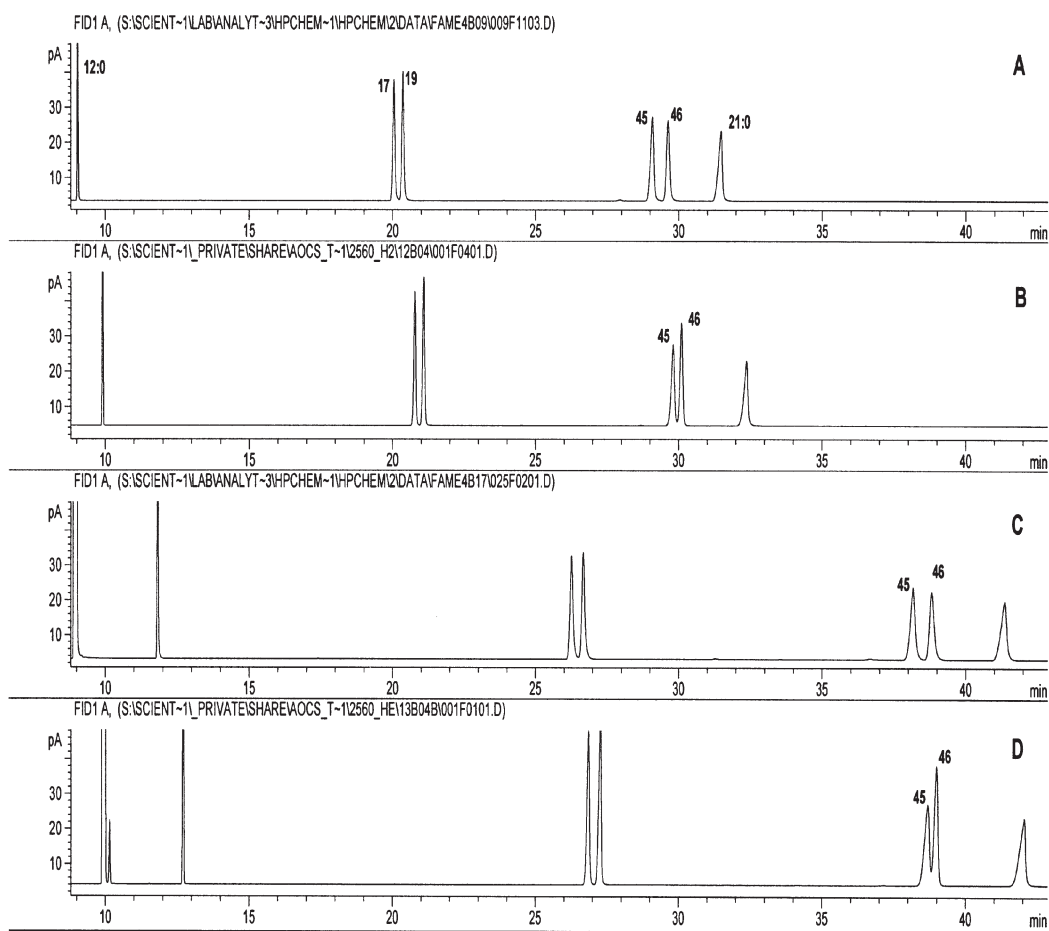 FID1 A, (S:\SCIENT~1\LAB\ANALYT~3\HPCHEM~1\HPCHEM\2\DATA\FAME4B09\009F1103.D)
pA
12:0
17
19
45
46
21:0
A
30
20
10
10 15 20 25 30 35 40 min
FID1 A, (S:\SCIENT~1\_PRIVATE\SHARE\AOCS_T~1\2560_H2\12B04\001F0401.D)
pA
45
46
B
30
20
10
10 15 20 25 30 35 40 min
FID1 A, (S:\SCIENT~1\LAB\ANALYT~3\HPCHEM~1\HPCHEM\2\DATA\FAME4B17\025F0201.D)
pA
45
46
C
30
20
10
10 15 20 25 30 35 40 min
FID1 A, (S:\SCIENT~1\_PRIVATE\SHARE\AOCS_T~1\2560_HE\13B04B\001F0101.D)
pA
45
46
D
30
20
10
10 15 20 25 30 35 40 min